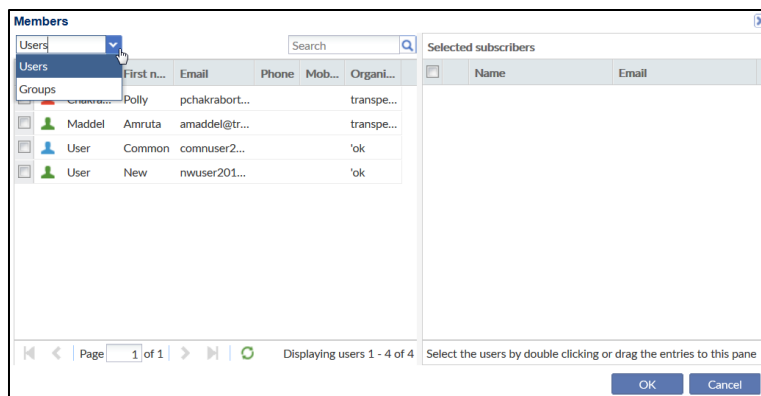 Members
Users
Search
Selected subscribers
Users
Groups
First n... Email Phone Mob... Organi...
Name Email
Polly pchakrabort... transpe...
Maddel Amruta amaddel@tr... transpe...
User Common comnuser2... 'ok
User New nwuser201... 'ok
Page 1 of 1 Displaying users 1 - 4 of 4
Select the users by double clicking or drag the entries to this pane
OK Cancel